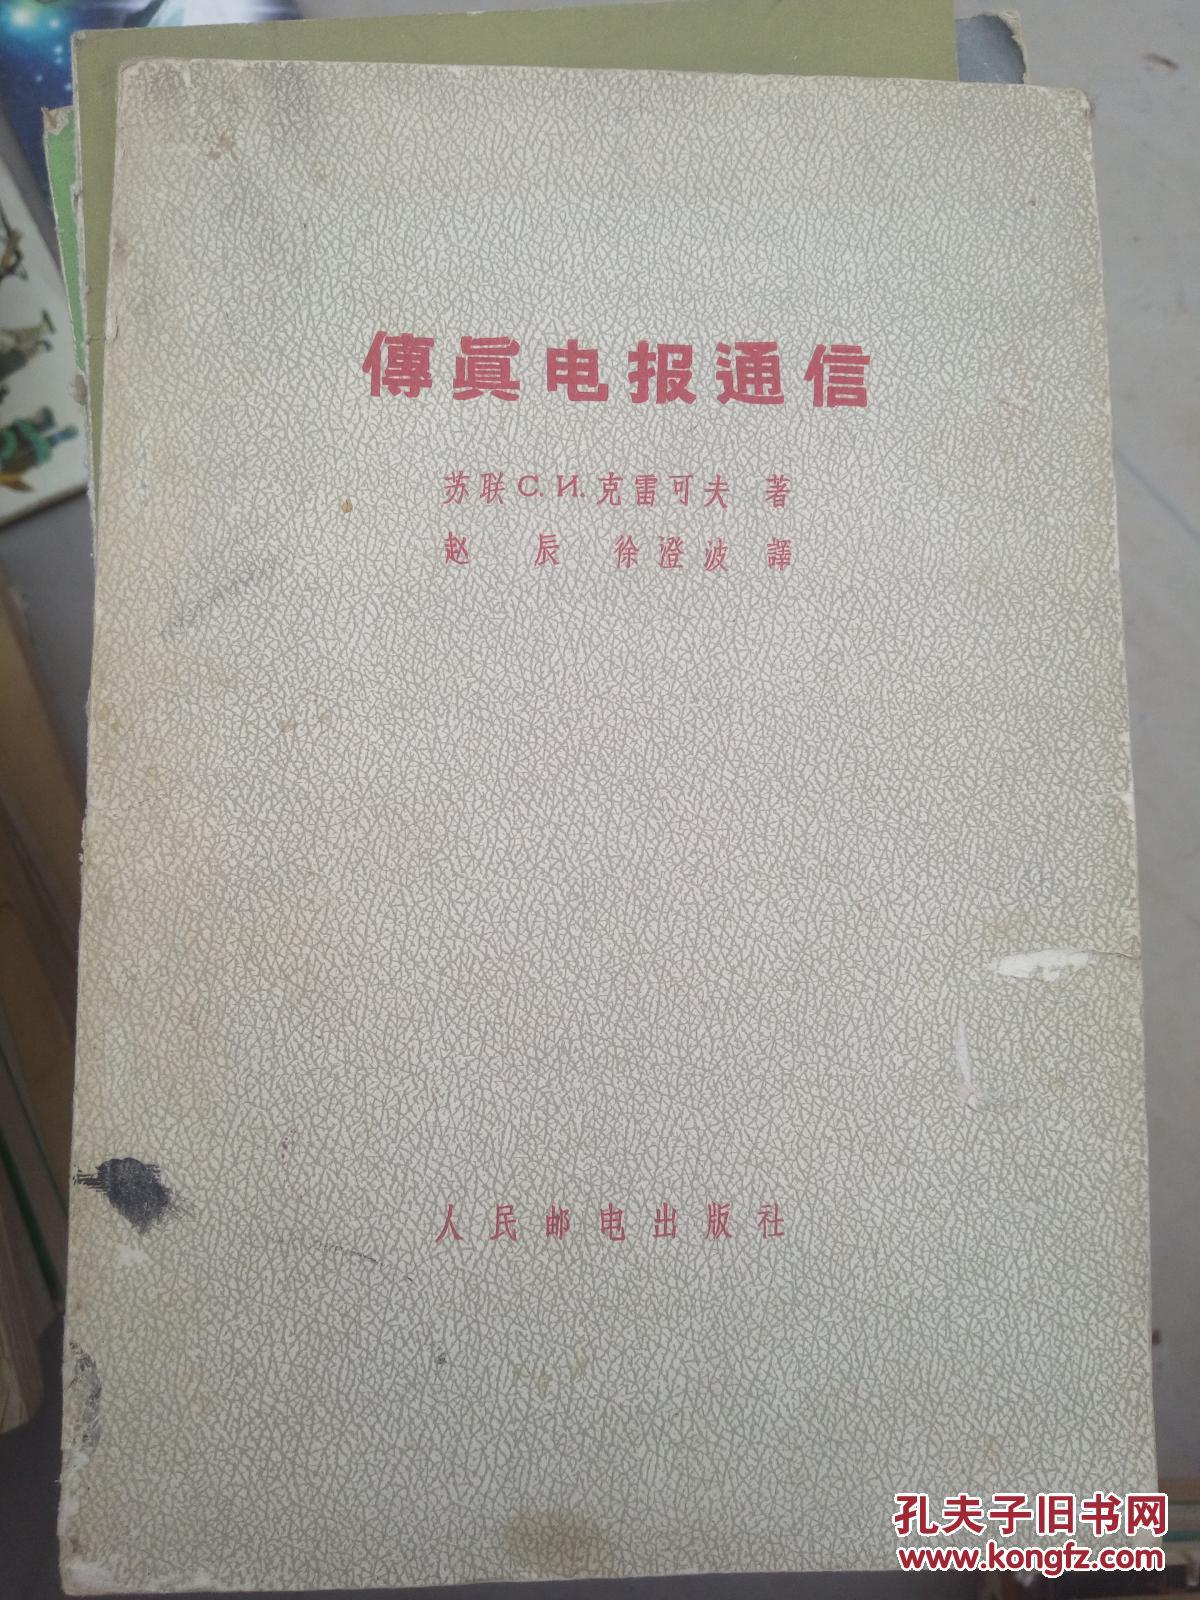 傳眞电报通信
苏联 С. И. 克雷可夫 著
赵 辰 徐澄波 譯
人民邮电出版社
孔夫子旧书网
www.kongfz.com